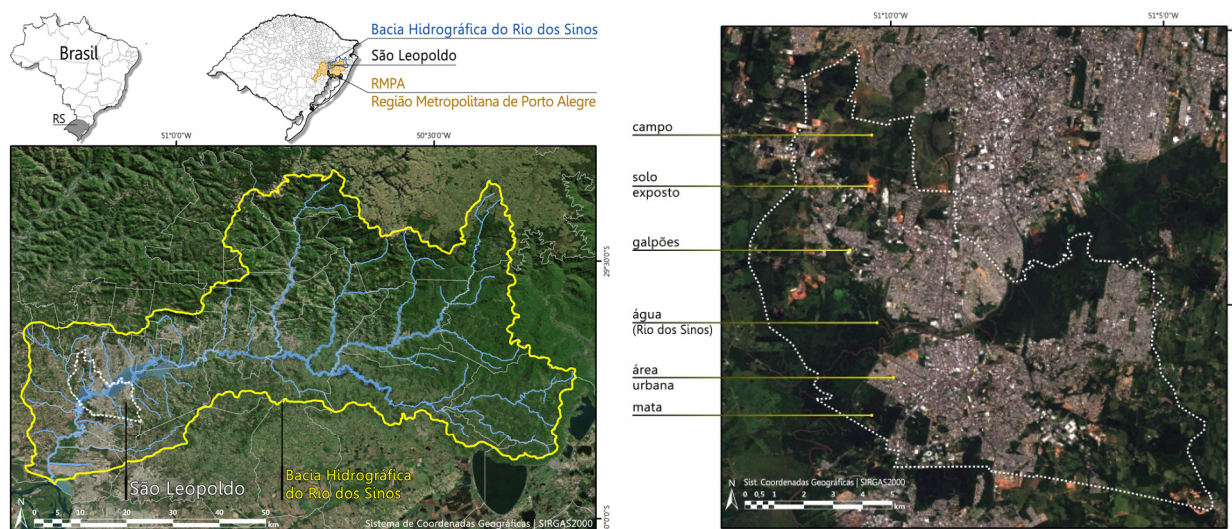 Brasil
RS
Bacia Hidrográfica do Rio dos Sinos
São Leopoldo
RMPA
Região Metropolitana de Porto Alegre
51°0'0"W
50°30'0"W
29°30'0"S
0°0'0"S
São Leopoldo
Bacia Hidrográfica
do Rio dos Sinos
N
0 5 10 20 30 40 50
km
Sistema de Coordenadas Geográficas | SIRGAS2000
51°10'0"W
51°5'0"W
campo
solo
exposto
galpões
água
(Rio dos Sinos)
área
urbana
mata
Sist. Coordenadas Geográficas | SIRGAS2000
N
0 0,5 1 2 3 4 5
km